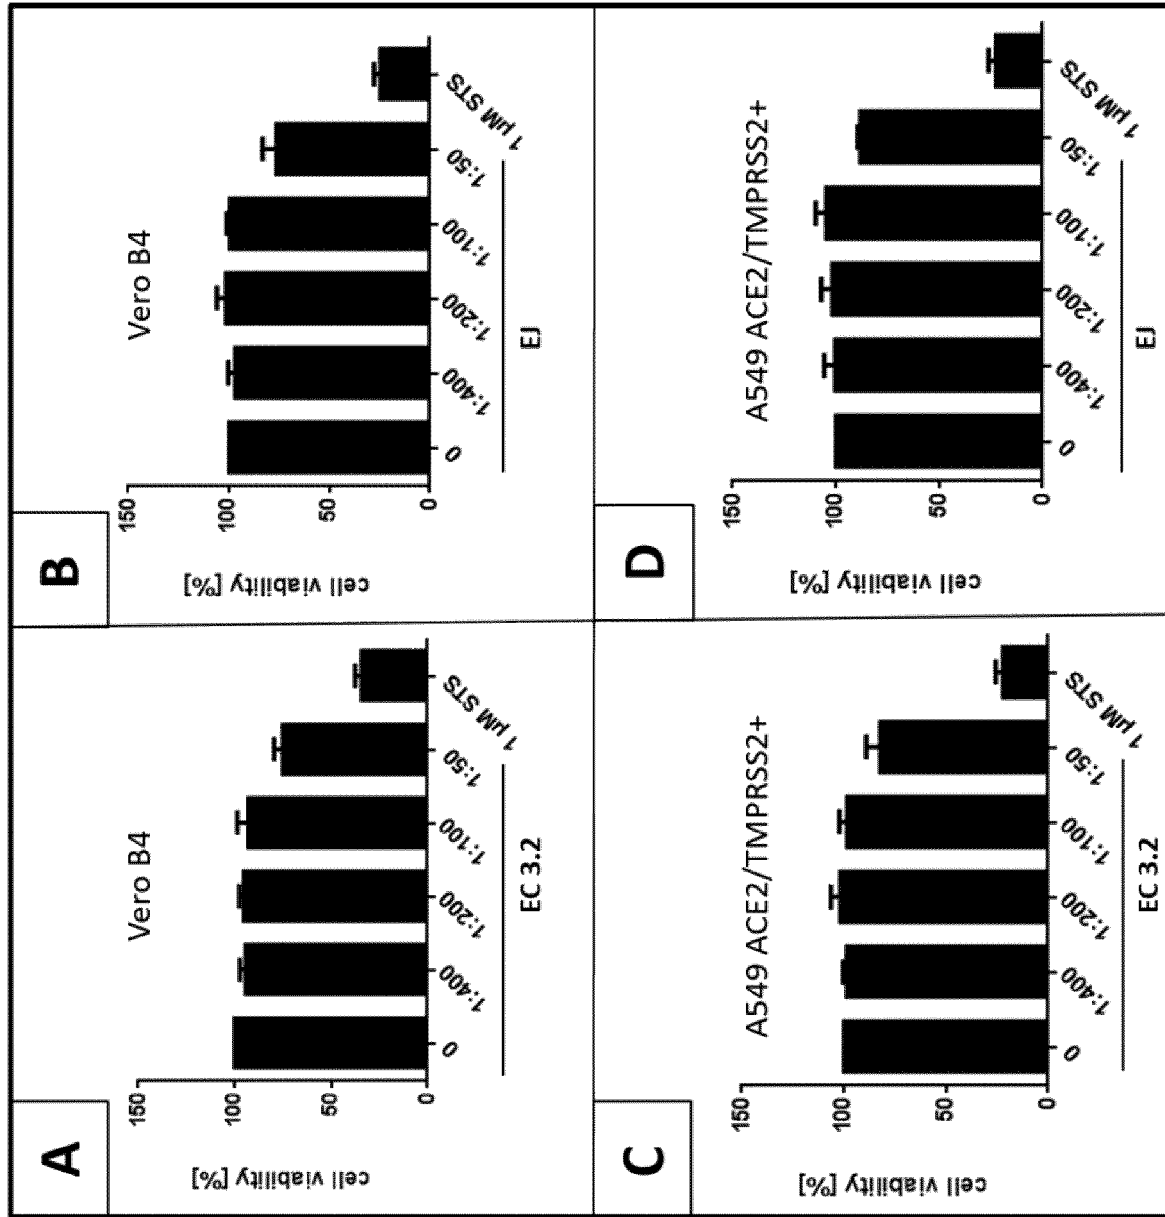 A
Vero B4
cell viability [%]
150
100
50
0
0
1:400
1:200
1:100
1:50
1 µM STS
EC 3.2
B
Vero B4
cell viability [%]
150
100
50
0
0
1:400
1:200
1:100
1:50
1 µM STS
EJ
C
A549 ACE2/TMPRSS2+
cell viability [%]
150
100
50
0
0
1:400
1:200
1:100
1:50
1 µM STS
EC 3.2
D
A549 ACE2/TMPRSS2+
cell viability [%]
150
100
50
0
0
1:400
1:200
1:100
1:50
1 µM STS
EJ